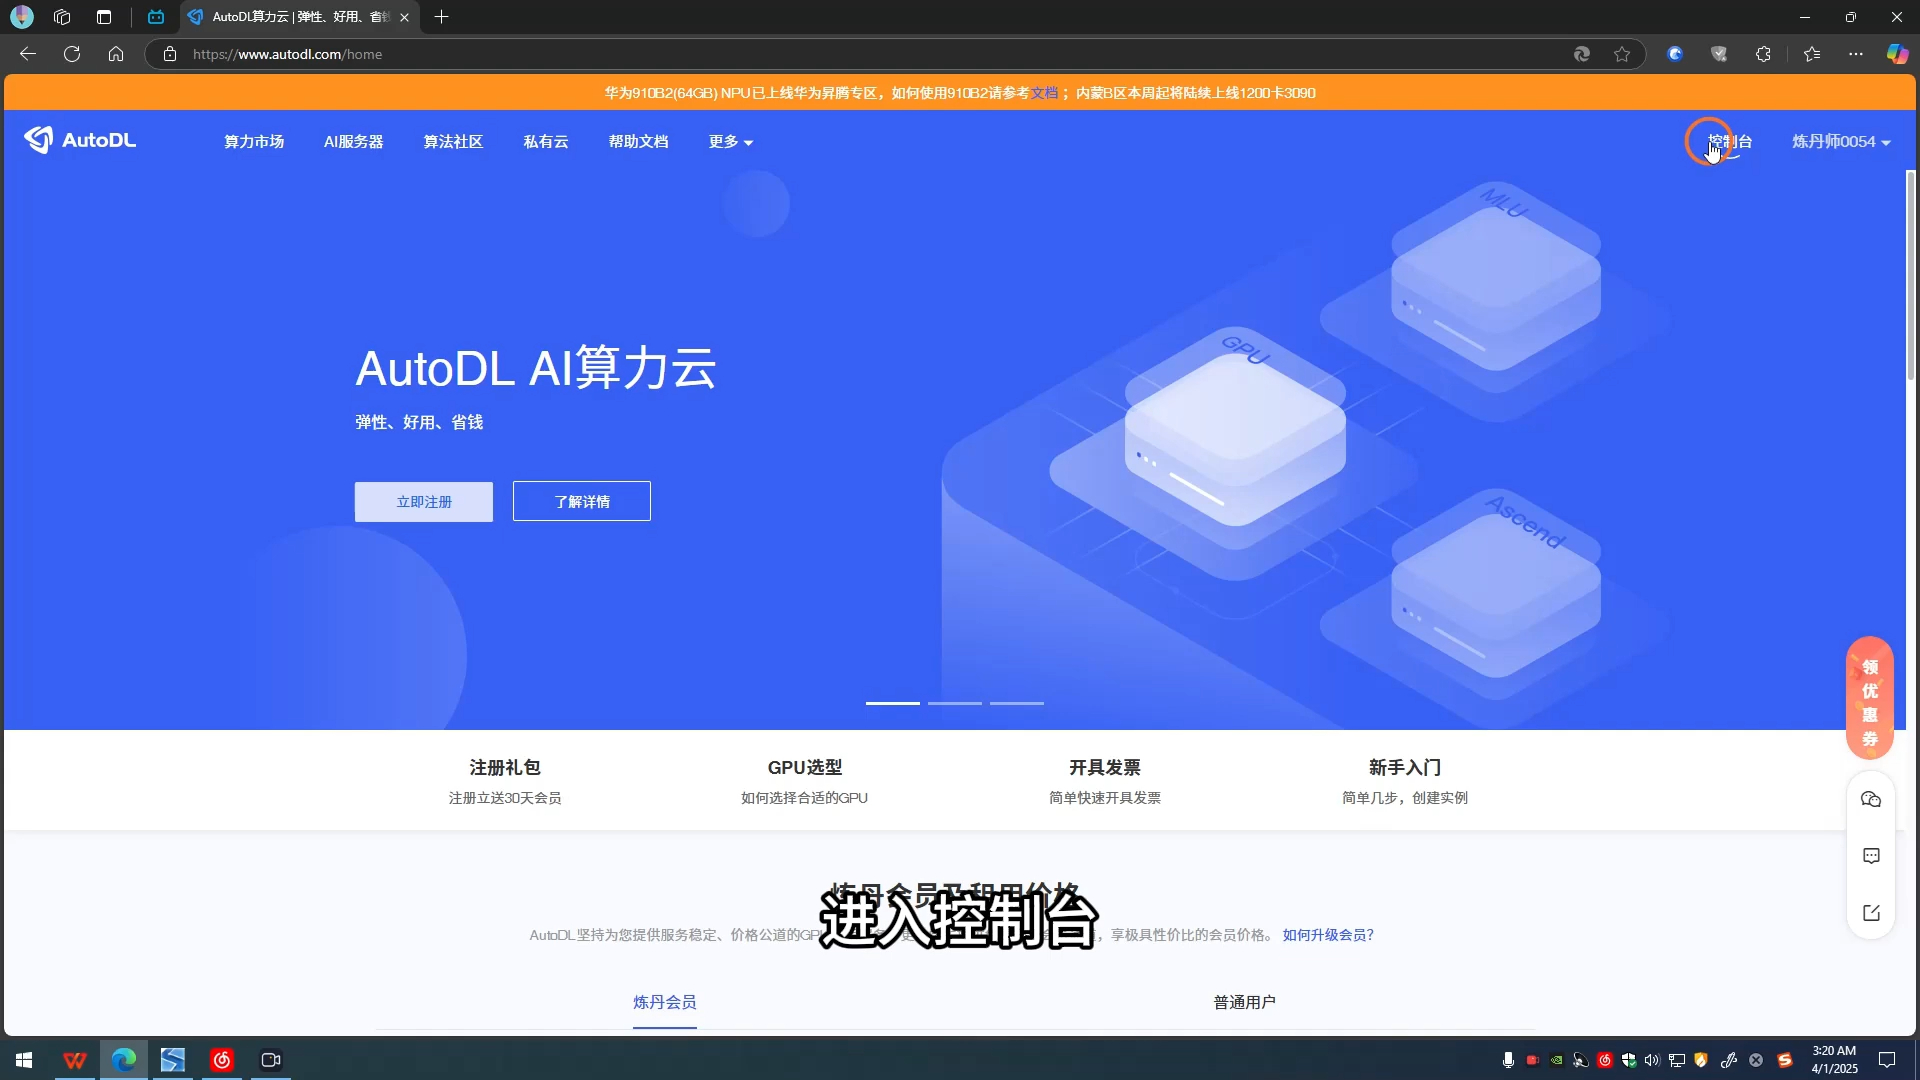 AutoDL算力云 | 弹性、好用、省钱
https://www.autodl.com/home
华为910B2(64GB) NPU已上线华为昇腾专区，如何使用910B2请参考文档 ；内蒙B区本周起将陆续上线1200卡3090
AutoDL
算力市场
AI服务器
算法社区
私有云
帮助文档
更多
控制台
炼丹师0054
MLU
GPU
Ascend
AutoDL AI算力云
弹性、好用、省钱
立即注册
了解详情
领优惠券
注册礼包
GPU选型
开具发票
新手入门
注册立送30天会员
如何选择合适的GPU
简单快速开具发票
简单几步，创建实例
炼丹会员及租用价格
进入控制台
AutoDL坚持为您提供服务稳定、价格公道的GPU
，享极具性价比的会员价格。 如何升级会员？
炼丹会员
普通用户
3:20 AM
4/1/2025